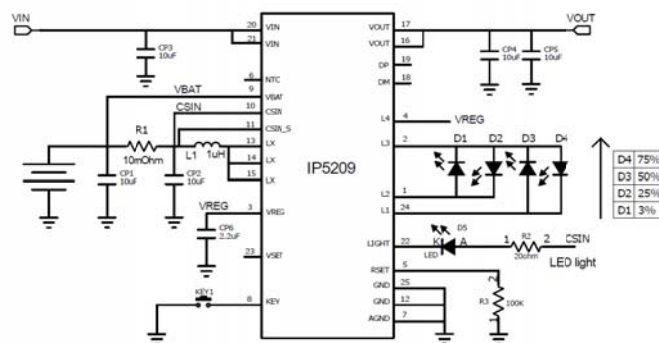 VIN
20 VIN
21 VIN
CP3
10uF
6 NTC
VBAT
9 VBAT
CSIN
10 CSIN
11 CSIN_S
R1
10mOhm
L1 1uH
13 LX
14 LX
15 LX
CP1
10uF
CP2
10uF
VREG
3 VREG
CP6
2.2uF
23 VSET
KEY1
8 KEY
IP5209
VOUT 17
VOUT 16
VOUT
CP4
10uF
CP5
10uF
DP 19
DM 18
L4 4 VREG
L3 2
D1 D2 D3 D4
L2 1
L1 24
D4 75%
D3 50%
D2 25%
D1 3%
LIGHT 22
D5
K A
LED
1 R2 2
20ohm
CSIN
LED light
RSET 5
GND 25
GND 12
AGND 7
R3
2
100K
1